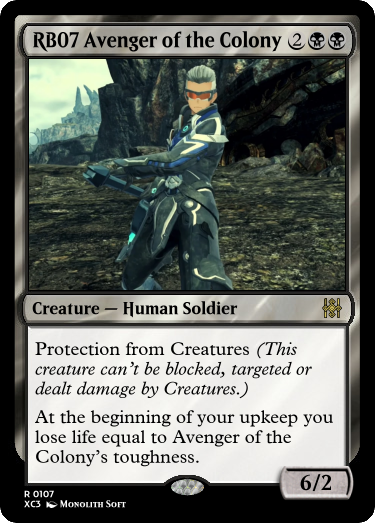 RB07 Avenger of the Colony 2
Creature — Human Soldier
Protection from Creatures (This
creature can't be blocked, targeted or
dealt damage by Creatures.)
At the beginning of your upkeep you
lose life equal to Avenger of the
Colony's toughness.
6/2
R 0107
XC3 Monolith Soft